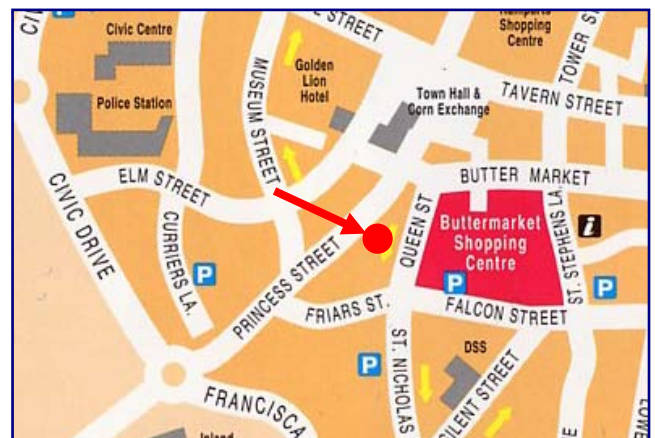 Civic Centre
Police Station
Golden
Lion
Hotel
STREET
Shopping
Centre
TOWER ST
TAVERN STREET
Town Hall &
Corn Exchange
MUSEUM STREET
ELM STREET
CIVIC DRIVE
CURRIERS LA.
P
PRINCESS STREET
FRIARS ST.
QUEEN ST
BUTTER MARKET
Buttermarket
Shopping
Centre
P
ST. STEPHENS LA.
i
P
FALCON STREET
P
ST. NICHOLAS
DSS
SILENT STREET
FRANCISCA